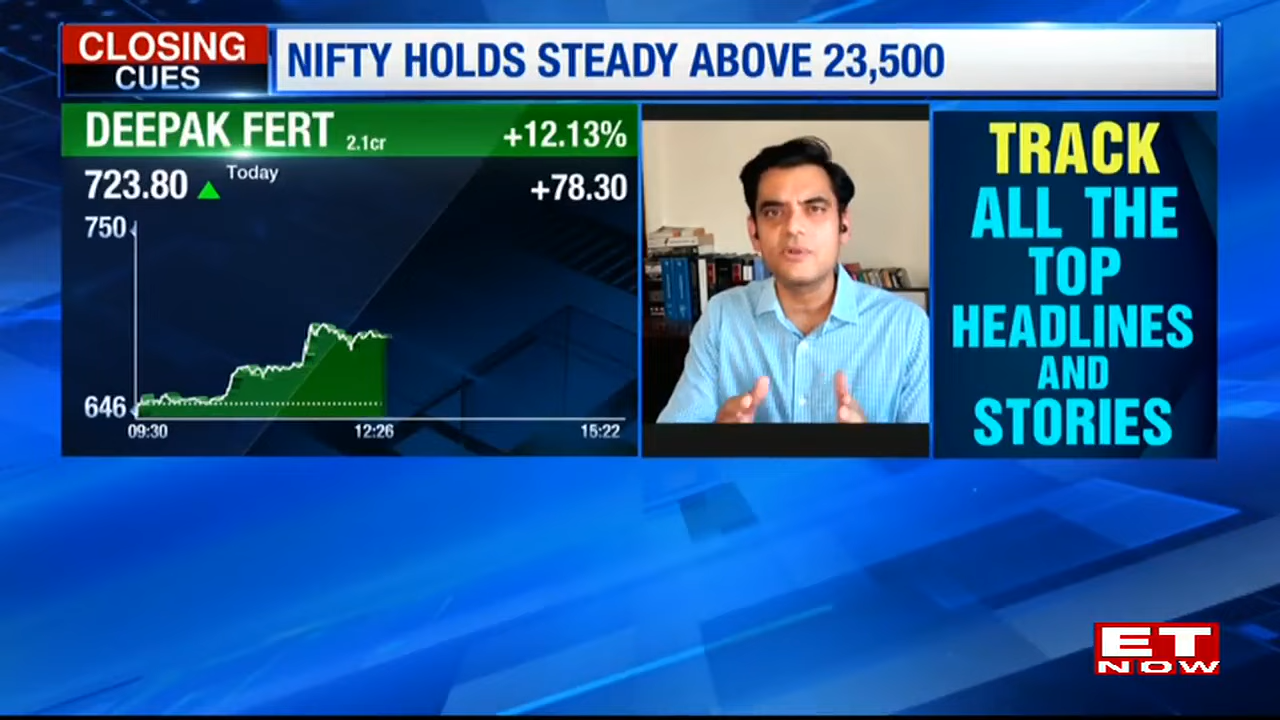 CLOSING
CUES
NIFTY HOLDS STEADY ABOVE 23,500
DEEPAK FERT 2.1cr +12.13%
723.80 Today +78.30
750
646
09:30 12:26 15:22
TRACK
ALL THE
TOP
HEADLINES
AND
STORIES
ET
NOW